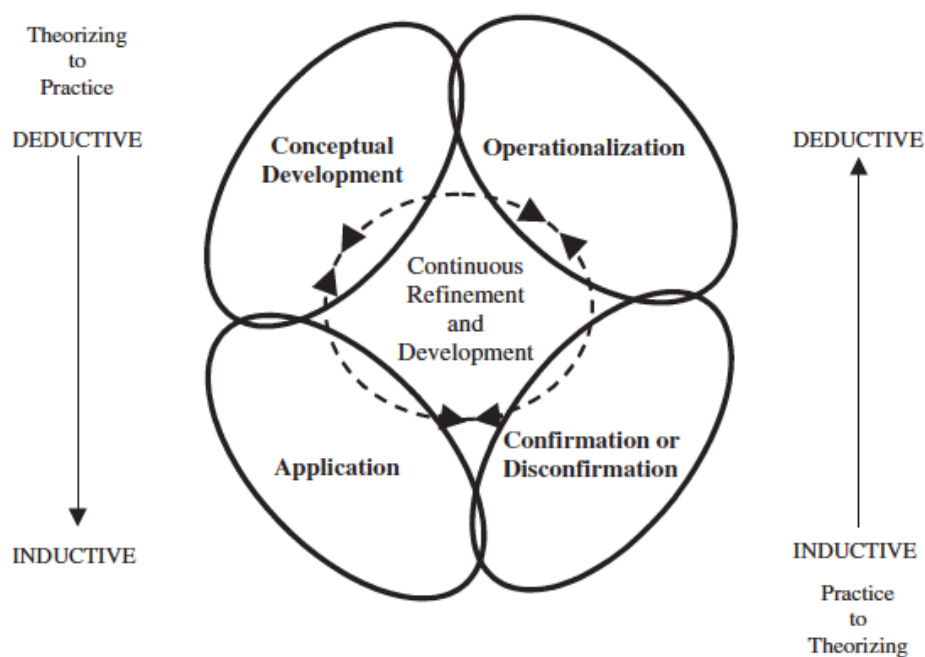 Theorizing
to
Practice
DEDUCTIVE
INDUCTIVE
Conceptual
Development
Operationalization
Continuous
Refinement
and
Development
Application
Confirmation or
Disconfirmation
DEDUCTIVE
INDUCTIVE
Practice
to
Theorizing